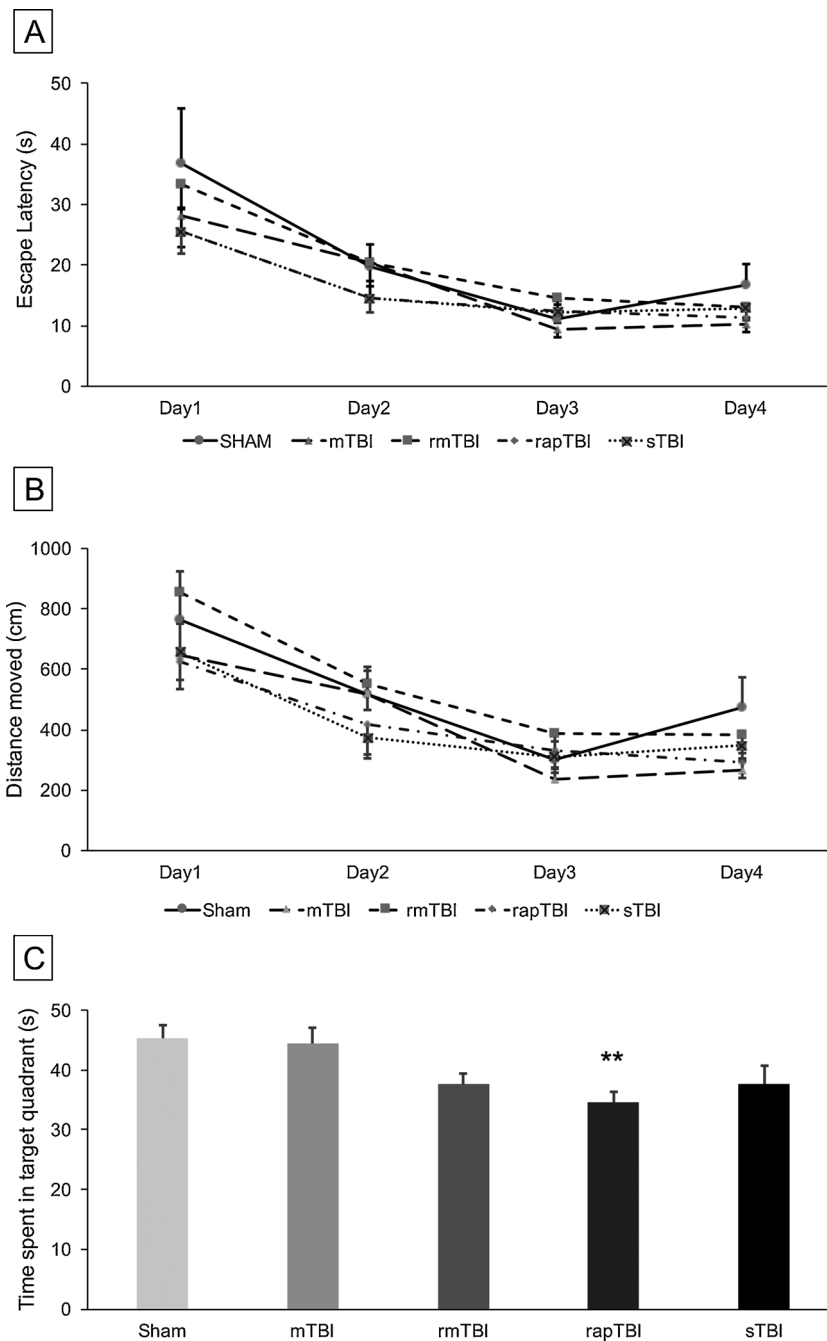 A
Escape Latency (s)
50
40
30
20
10
0
Day1 Day2 Day3 Day4
SHAM mTBI rmTBI rapTBI sTBI
B
Distance moved (cm)
1000
800
600
400
200
0
Day1 Day2 Day3 Day4
Sham mTBI rmTBI rapTBI sTBI
C
Time spent in target quadrant (s)
50
40
30
20
10
0
**
Sham mTBI rmTBI rapTBI sTBI